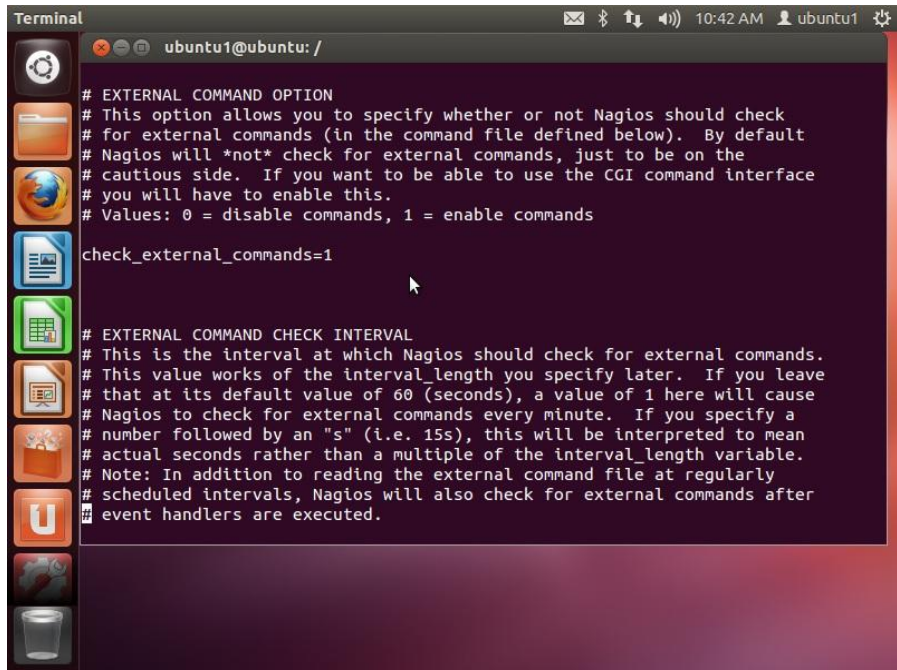 Terminal
10:42 AM
ubuntu1
ubuntu1@ubuntu: /
# EXTERNAL COMMAND OPTION
# This option allows you to specify whether or not Nagios should check
# for external commands (in the command file defined below).  By default
# Nagios will *not* check for external commands, just to be on the
# cautious side.  If you want to be able to use the CGI command interface
# you will have to enable this.
# Values: 0 = disable commands, 1 = enable commands
check_external_commands=1
# EXTERNAL COMMAND CHECK INTERVAL
# This is the interval at which Nagios should check for external commands.
# This value works of the interval_length you specify later.  If you leave
# that at its default value of 60 (seconds), a value of 1 here will cause
# Nagios to check for external commands every minute.  If you specify a
# number followed by an "s" (i.e. 15s), this will be interpreted to mean
# actual seconds rather than a multiple of the interval_length variable.
# Note: In addition to reading the external command file at regularly
# scheduled intervals, Nagios will also check for external commands after
# event handlers are executed.